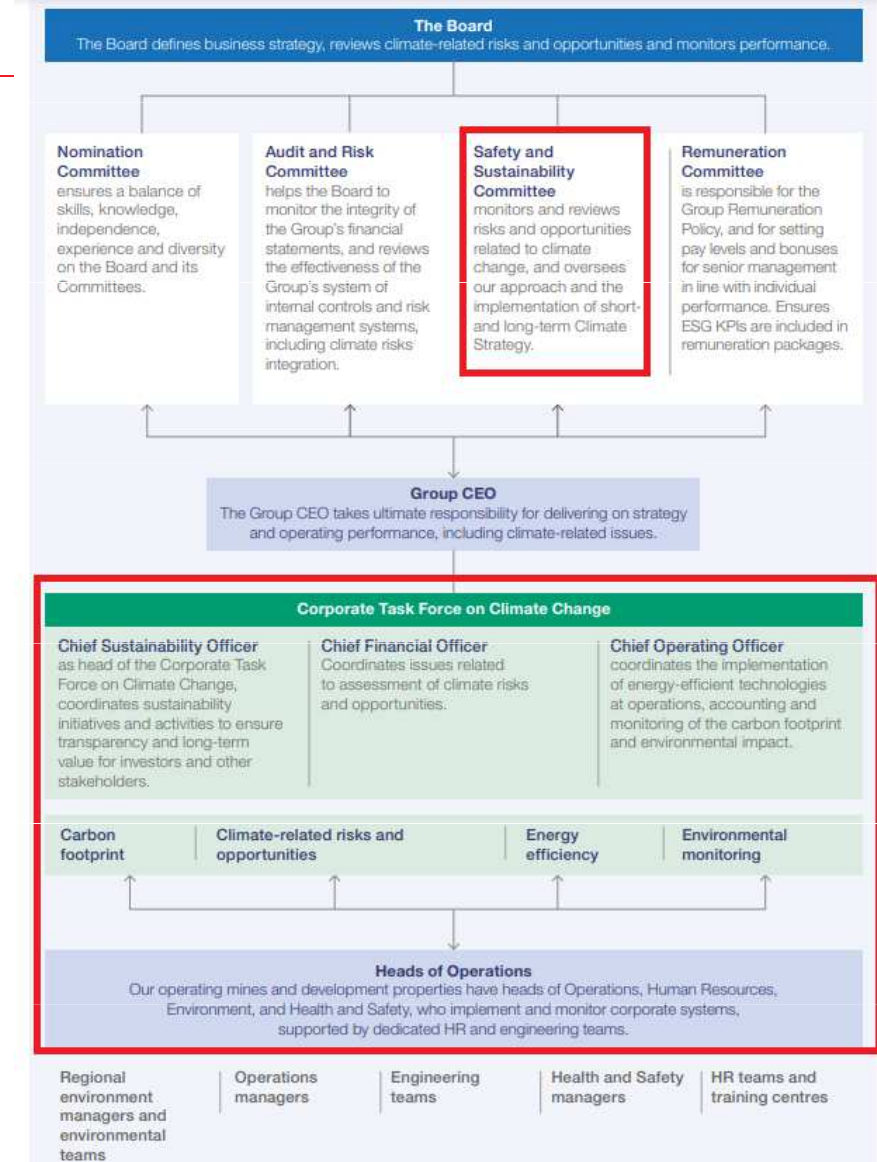 The Board
The Board defines business strategy, reviews climate-related risks and opportunities and monitors performance.
Nomination
Committee
ensures a balance of
skills, knowledge,
independence,
experience and diversity
on the Board and its
Committees.
Audit and Risk
Committee
helps the Board to
monitor the integrity of
the Group's financial
statements, and reviews
the effectiveness of the
Group's system of
internal controls and risk
management systems,
including climate risks
integration.
Safety and
Sustainability
Committee
monitors and reviews
risks and opportunities
related to climate
change, and oversees
our approach and the
implementation of short-
and long-term Climate
Strategy.
Remuneration
Committee
is responsible for the
Group Remuneration
Policy, and for setting
pay levels and bonuses
for senior management
in line with individual
performance. Ensures
ESG KPIs are included in
remuneration packages.
Group CEO
The Group CEO takes ultimate responsibility for delivering on strategy
and operating performance, including climate-related issues.
Corporate Task Force on Climate Change
Chief Sustainability Officer
as head of the Corporate Task
Force on Climate Change,
coordinates sustainability
initiatives and activities to ensure
transparency and long-term
value for investors and other
stakeholders.
Chief Financial Officer
Coordinates issues related
to assessment of climate risks
and opportunities.
Chief Operating Officer
coordinates the implementation
of energy-efficient technologies
at operations, accounting and
monitoring of the carbon footprint
and environmental impact.
Carbon
footprint
Climate-related risks and
opportunities
Energy
efficiency
Environmental
monitoring
Heads of Operations
Our operating mines and development properties have heads of Operations, Human Resources,
Environment, and Health and Safety, who implement and monitor corporate systems,
supported by dedicated HR and engineering teams.
Regional
environment
managers and
environmental
teams
Operations
managers
Engineering
teams
Health and Safety
managers
HR teams and
training centres